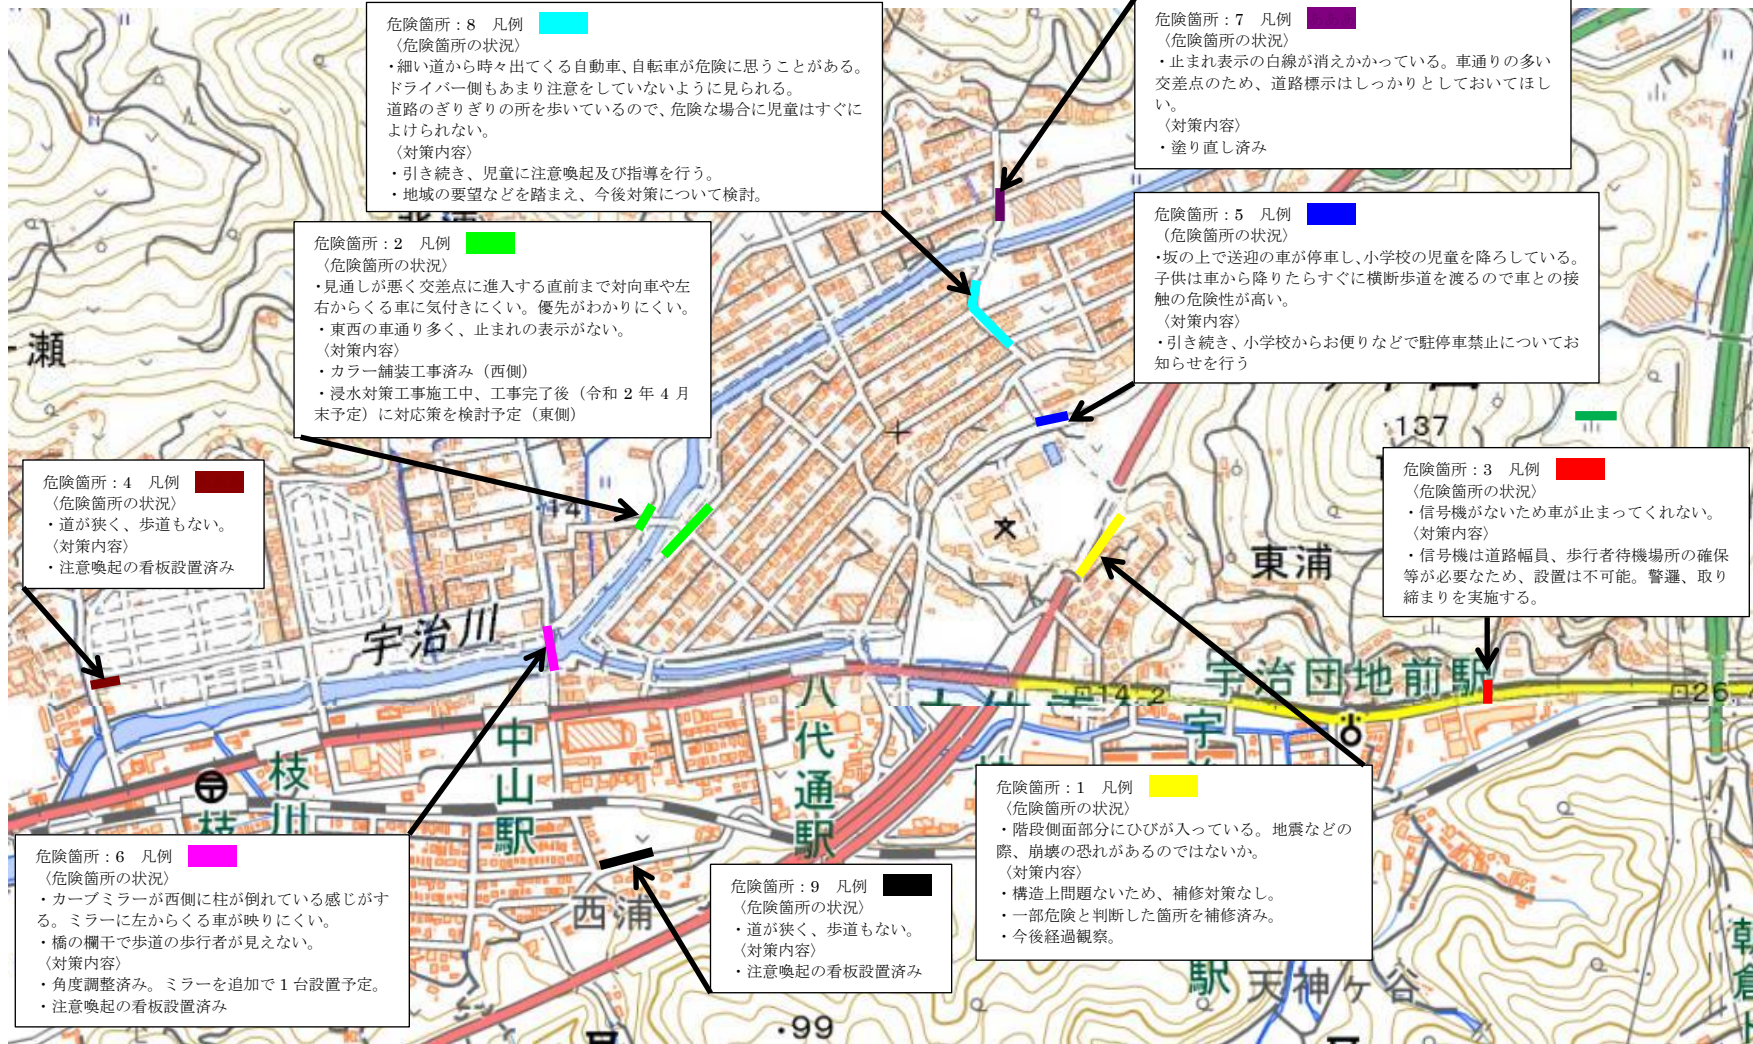 危険箇所：8　凡例
〈危険箇所の状況〉
・細い道から時々出てくる自動車、自転車が危険に思うことがある。
ドライバー側もあまり注意をしていないように見られる。
道路のぎりぎりの所を歩いているので、危険な場合に児童はすぐに
よけられない。
〈対策内容〉
・引き続き、児童に注意喚起及び指導を行う。
・地域の要望などを踏まえ、今後対策について検討。
危険箇所：7　凡例
〈危険箇所の状況〉
・止まれ表示の白線が消えかかっている。車通りの多い
交差点のため、道路標示はしっかりとしておいてほし
い。
〈対策内容〉
・塗り直し済み
危険箇所：2　凡例
〈危険箇所の状況〉
・見通しが悪く交差点に進入する直前まで対向車や左
右からくる車に気付きにくい。優先がわかりにくい。
・東西の車通り多く、止まれの表示がない。
〈対策内容〉
・カラー舗装工事済み（西側）
・浸水対策工事施工中、工事完了後（令和 2 年 4 月
末予定）に対応策を検討予定（東側）
危険箇所：5　凡例
（危険箇所の状況〉
・坂の上で送迎の車が停車し、小学校の児童を降ろしている。
子供は車から降りたらすぐに横断歩道を渡るので車との接
触の危険性が高い。
〈対策内容〉
・引き続き、小学校からお便りなどで駐停車禁止についてお
知らせを行う
瀬
・137
危険箇所：4　凡例
〈危険箇所の状況〉
・道が狭く、歩道もない。
〈対策内容〉
・注意喚起の看板設置済み
危険箇所：3　凡例
〈危険箇所の状況〉
・信号機がないため車が止まってくれない。
〈対策内容〉
・信号機は道路幅員、歩行者待機場所の確保
等が必要なため、設置は不可能。警邏、取り
締まりを実施する。
14
東浦
宇治川
宇治団地前駅
14.2
26.
枝川
中山駅
八代通駅
危険箇所：1　凡例
〈危険箇所の状況〉
・階段側面部分にひびが入っている。地震などの
際、崩壊の恐れがあるのではないか。
〈対策内容〉
・構造上問題ないため、補修対策なし。
・一部危険と判断した箇所を補修済み。
・今後経過観察。
危険箇所：6　凡例
〈危険箇所の状況〉
・カーブミラーが西側に柱が倒れている感じがす
る。ミラーに左からくる車が映りにくい。
・橋の欄干で歩道の歩行者が見えない。
〈対策内容〉
・角度調整済み。ミラーを追加で 1 台設置予定。
・注意喚起の看板設置済み
危険箇所：9　凡例
〈危険箇所の状況〉
・道が狭く、歩道もない。
〈対策内容〉
・注意喚起の看板設置済み
西浦
駅
天神ヶ谷
朝倉
・99